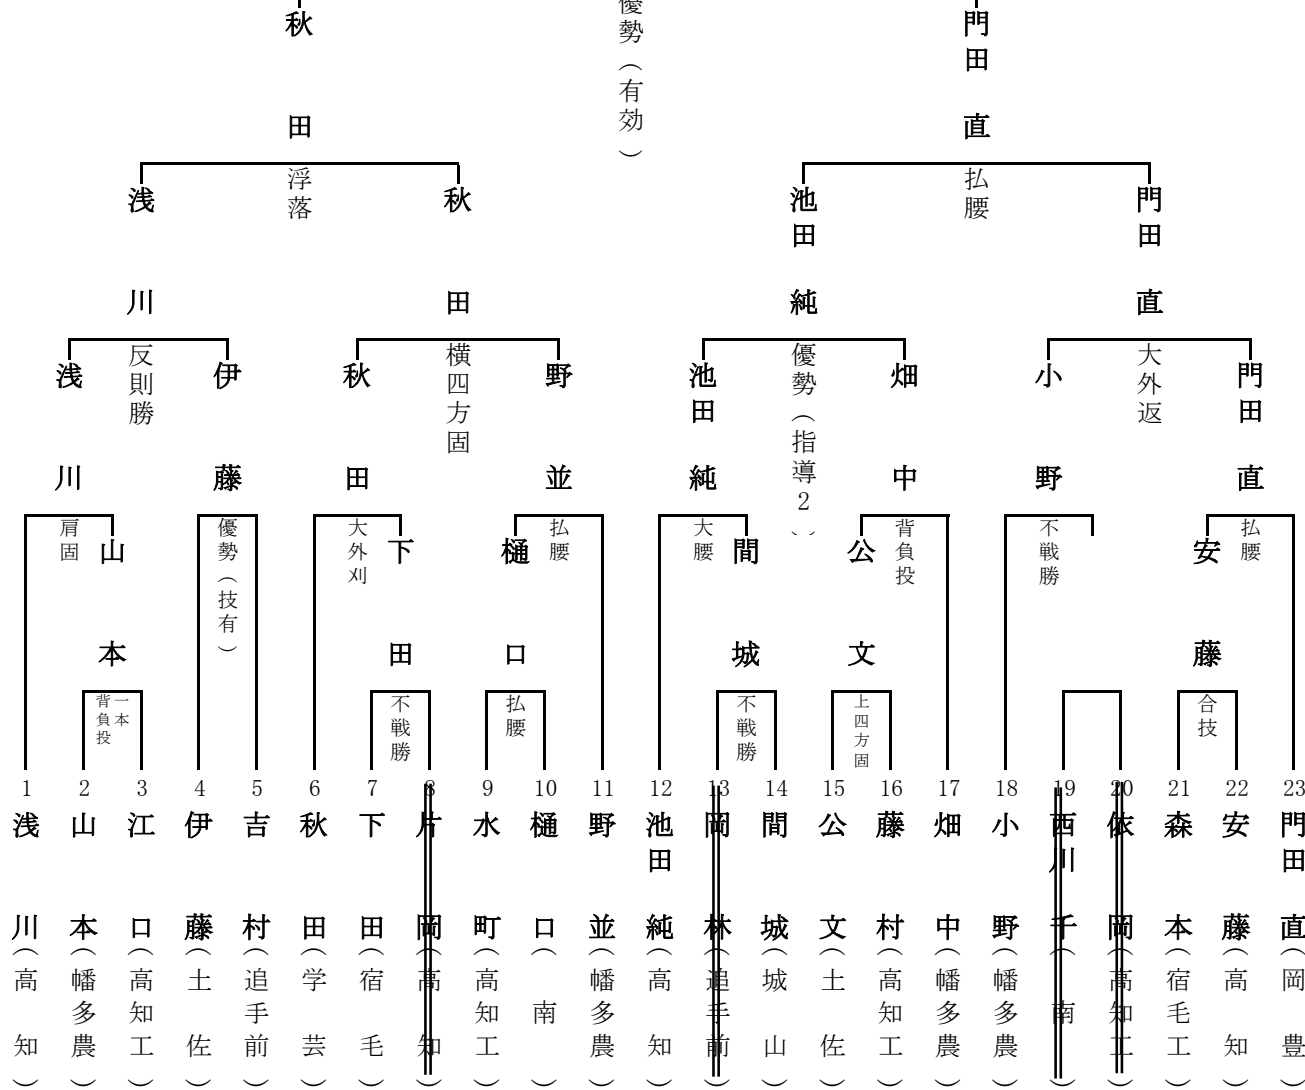 優勢（有効）
秋田
門田直
浮落
払腰
浅川
秋田
池田純
門田直
反則勝
横四方固
優勢（指導2）
大外返
浅川
伊藤
秋田
野並
池田純
畑中
小野
門田直
肩固
優勢（技有）
大外刈
払腰
大腰
背負投
不戦勝
払腰
山本
下田
樋口
間城
公文
安藤
一本背負投
不戦勝
払腰
不戦勝
上四方固
合技
1 浅川（高知）
2 山本（幡多農）
3 江口（高知工）
4 伊藤（土佐）
5 吉村（追手前）
6 秋田（学芸）
7 下田（宿毛）
8 片岡（高知）
9 水町（高知工）
10 樋口（南）
11 野並（幡多農）
12 池田純（高知）
13 岡林（追手前）
14 間城（城山）
15 公文（土佐）
16 藤村（高知工）
17 畑中（幡多農）
18 小野（幡多農）
19 西川千（南）
20 依岡（高知工）
21 森本（宿毛工）
22 安藤（高知）
23 門田直（岡豊）